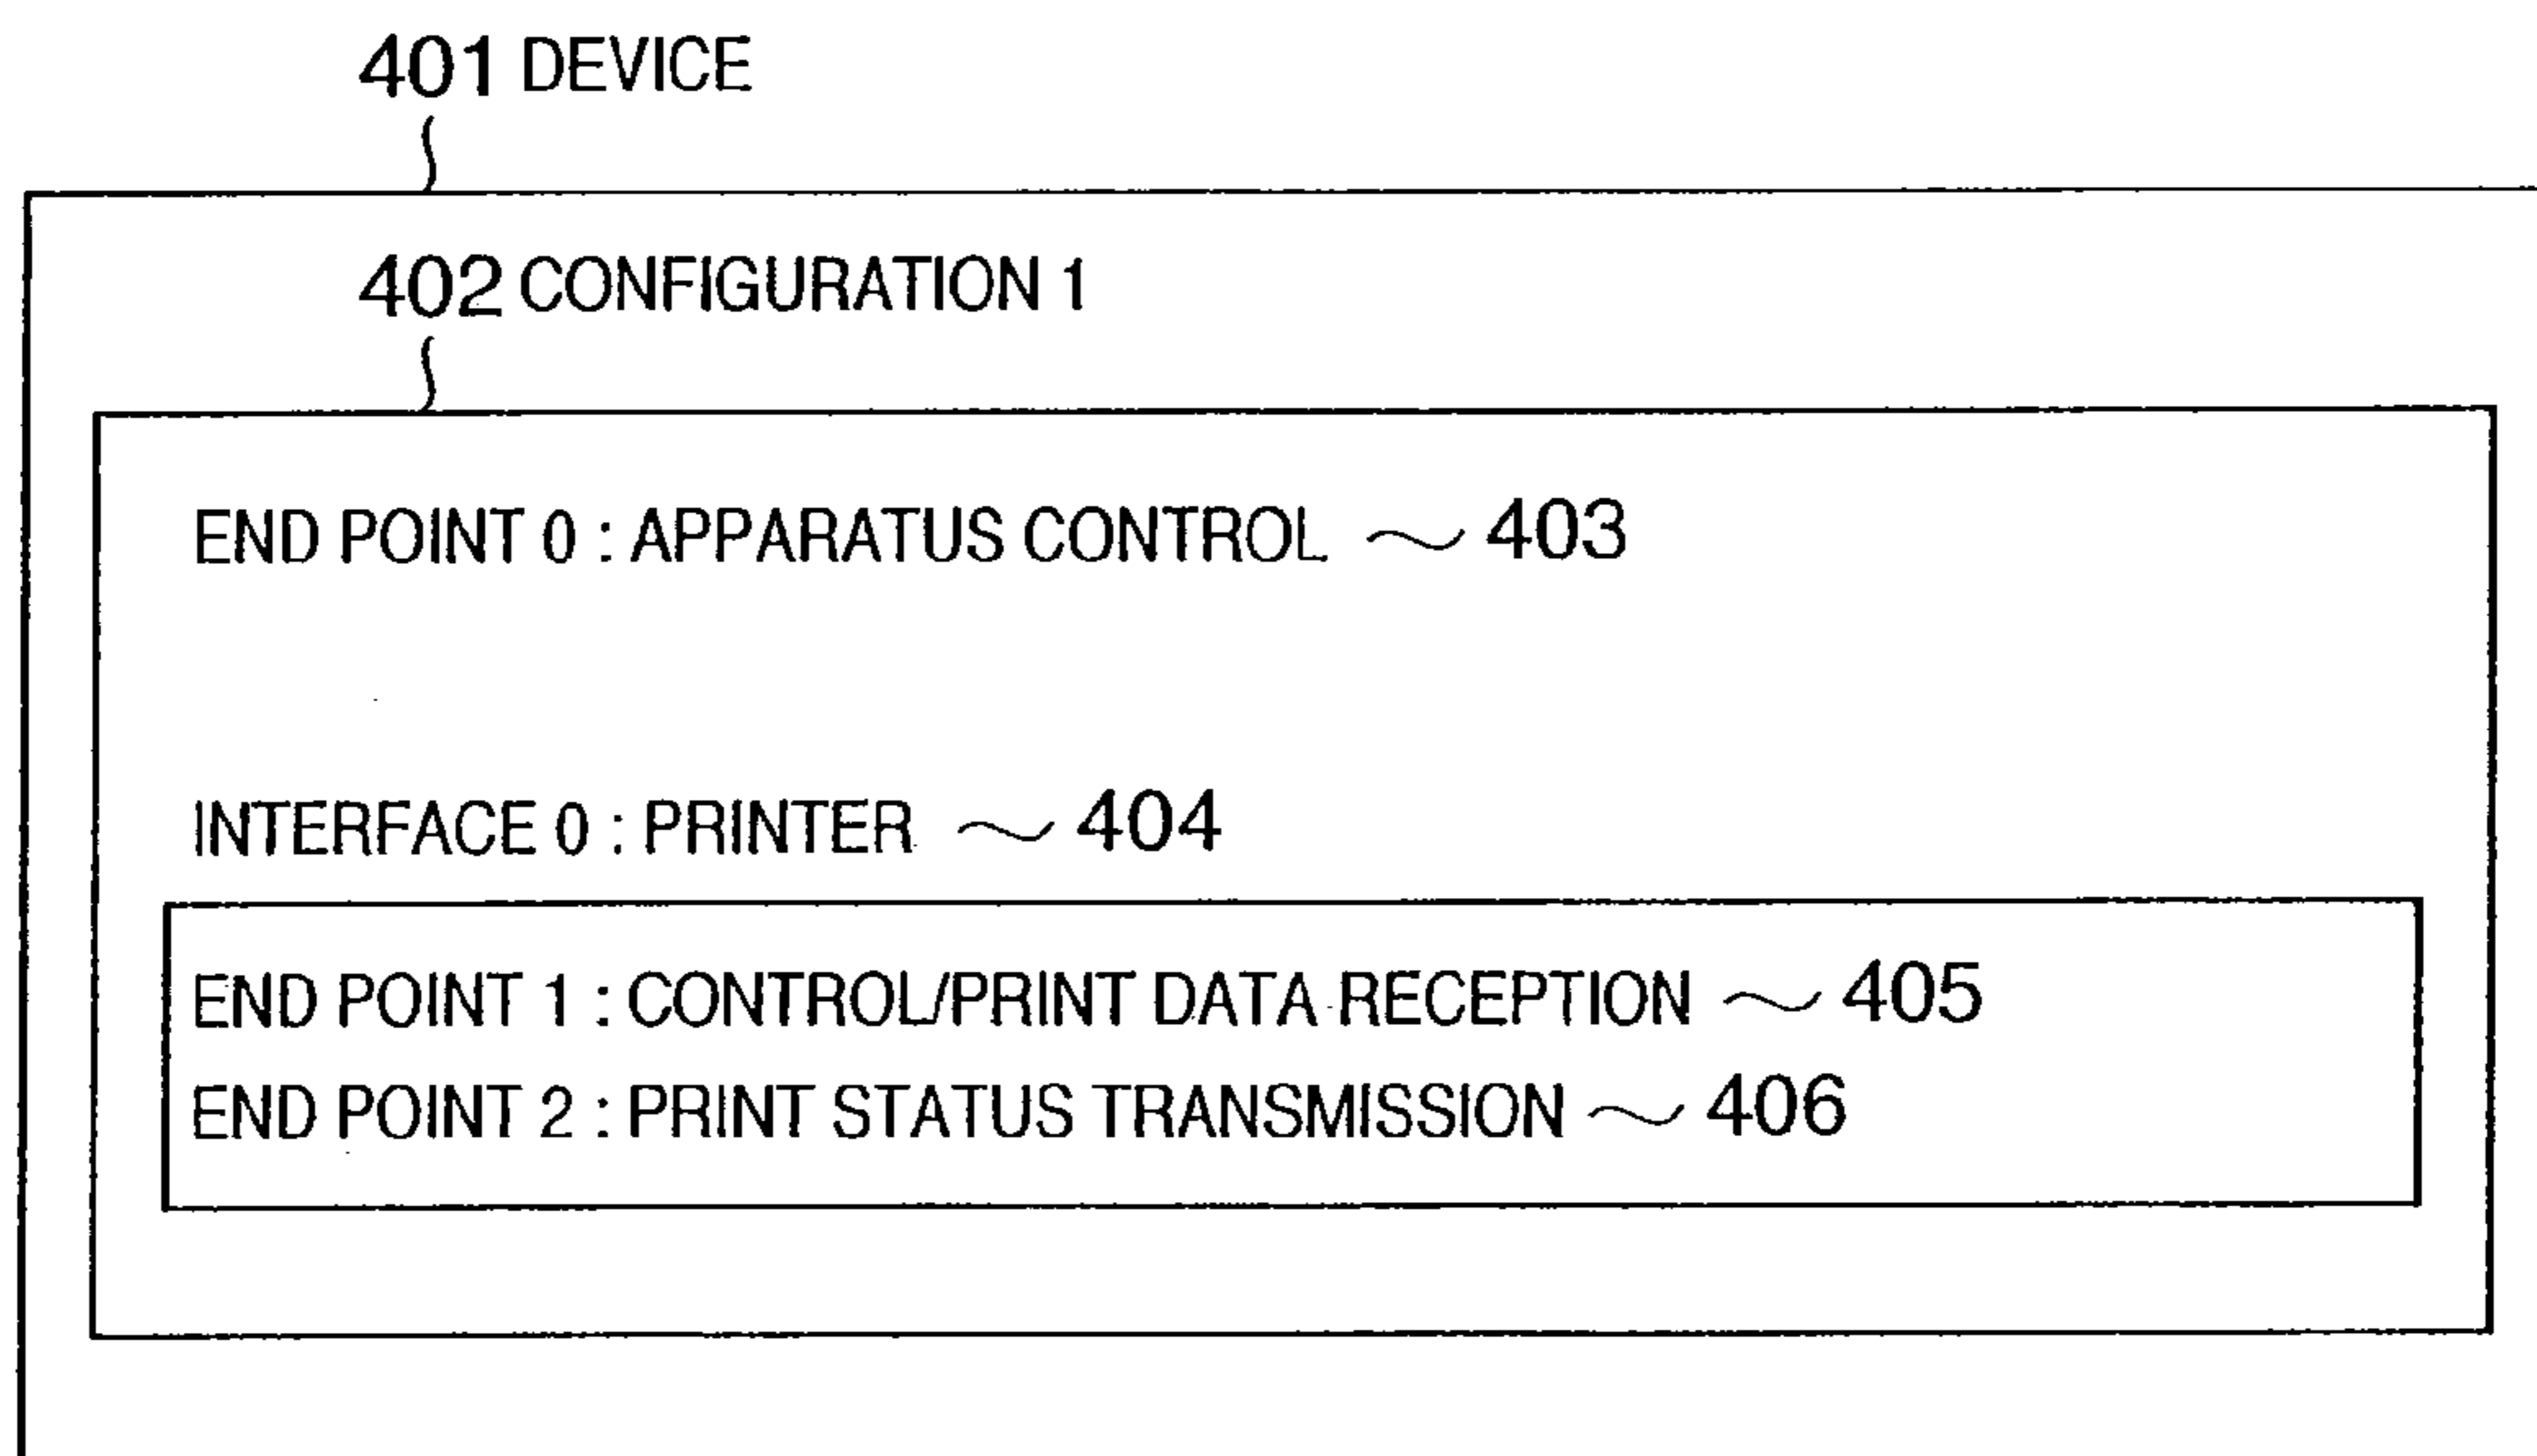 401 DEVICE
402 CONFIGURATION 1
END POINT 0 : APPARATUS CONTROL 403
INTERFACE 0 : PRINTER 404
END POINT 1 : CONTROL/PRINT DATA RECEPTION 405
END POINT 2 : PRINT STATUS TRANSMISSION 406